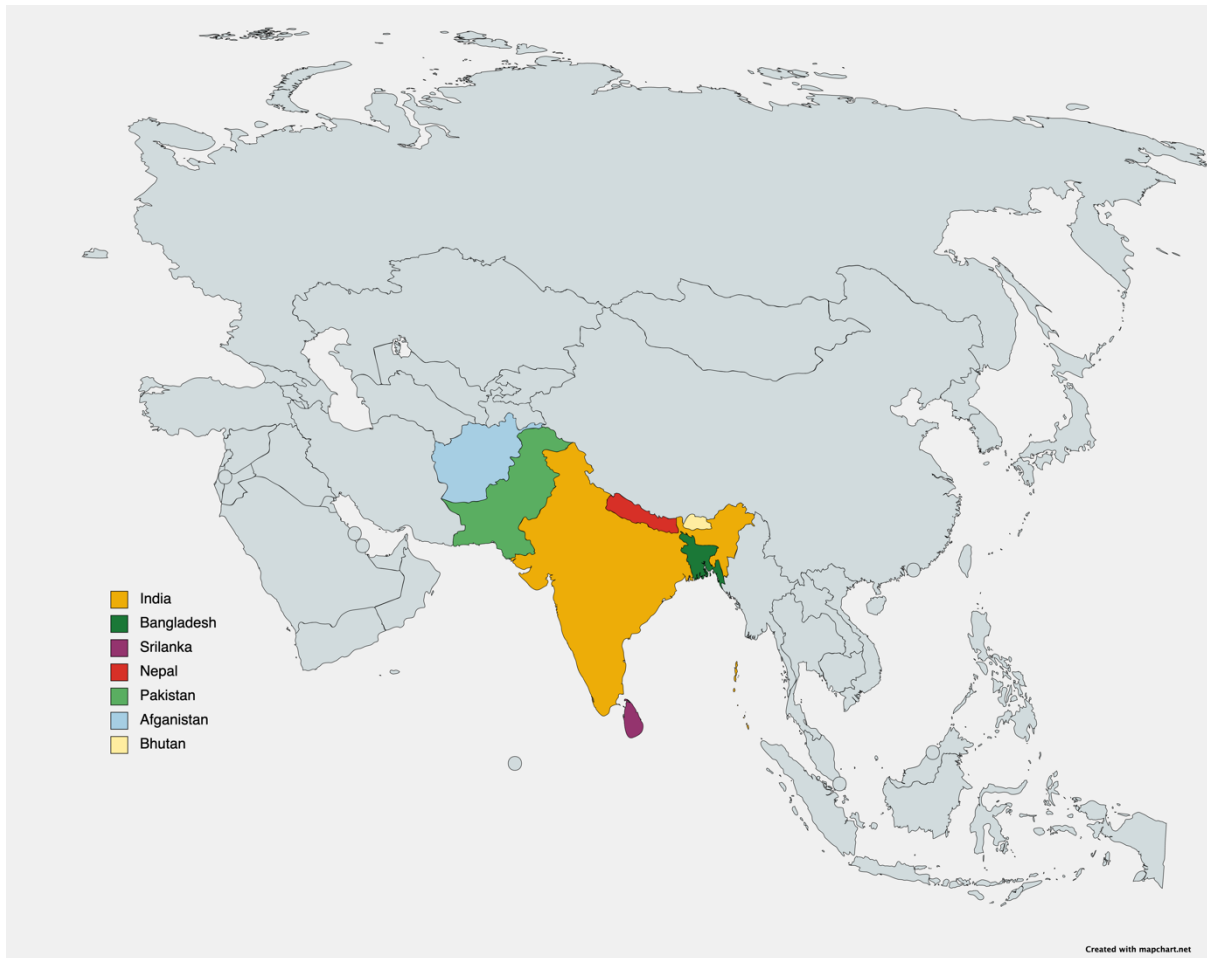 India
Bangladesh
Srilanka
Nepal
Pakistan
Afganistan
Bhutan
Created with mapchart.net